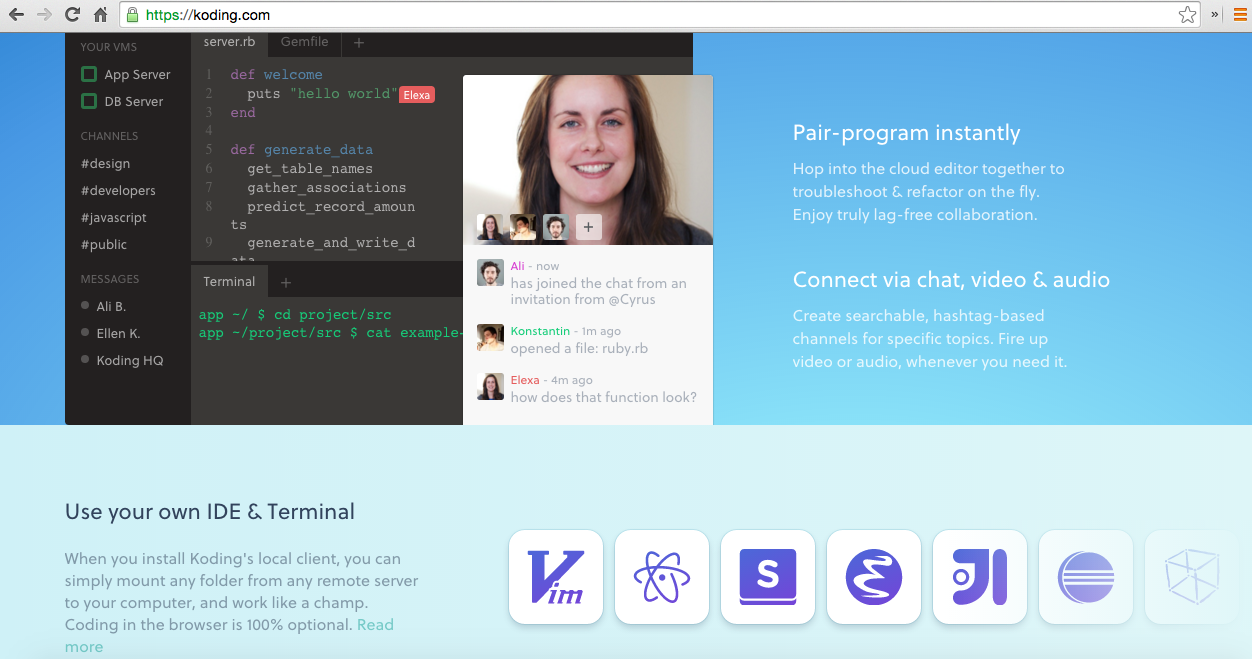 https://koding.com
»
YOUR VMS
App Server
DB Server
CHANNELS
#design
#developers
#javascript
#public
MESSAGES
Ali B.
Ellen K.
Koding HQ
server.rb Gemfile +
1 def welcome
2 puts "hello world" Elexa
3 end
4
5 def generate_data
6 get_table_names
7 gather_associations
8 predict_record_amoun
ts
9 generate_and_write_d
ata
Terminal +
app ~/ $ cd project/src
app ~/project/src $ cat example-
+
Ali - now
has joined the chat from an
invitation from @Cyrus
Konstantin - 1m ago
opened a file: ruby.rb
Elexa - 4m ago
how does that function look?
Pair-program instantly
Hop into the cloud editor together to
troubleshoot & refactor on the fly.
Enjoy truly lag-free collaboration.
Connect via chat, video & audio
Create searchable, hashtag-based
channels for specific topics. Fire up
video or audio, whenever you need it.
Use your own IDE & Terminal
When you install Koding's local client, you can
simply mount any folder from any remote server
to your computer, and work like a champ.
Coding in the browser is 100% optional. Read
more
Vim
S
JI